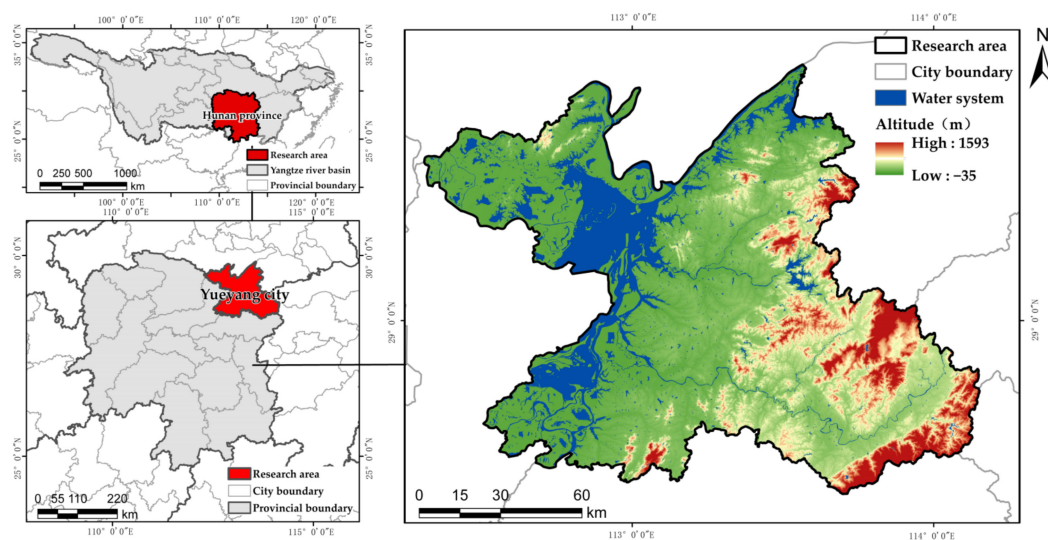 100° 0′0″E
110° 0′0″E
120° 0′0″E
35° 0′0″N
35° 0′0″N
25° 0′0″N
25° 0′0″N
Hunan province
Research area
Yangtze river basin
Provincial boundary
0 250 500 1000
km
110° 0′0″E
115° 0′0″E
30° 0′0″N
30° 0′0″N
25° 0′0″N
25° 0′0″N
Yueyang city
Research area
City boundary
Provincial boundary
0 55 110 220
km
110° 0′0″E
115° 0′0″E
113° 0′0″E
114° 0′0″E
N
Research area
City boundary
Water system
Altitude（m）
High : 1593
Low : −35
29° 0′0″N
29° 0′0″N
0 15 30 60
km
113° 0′0″E
114° 0′0″E